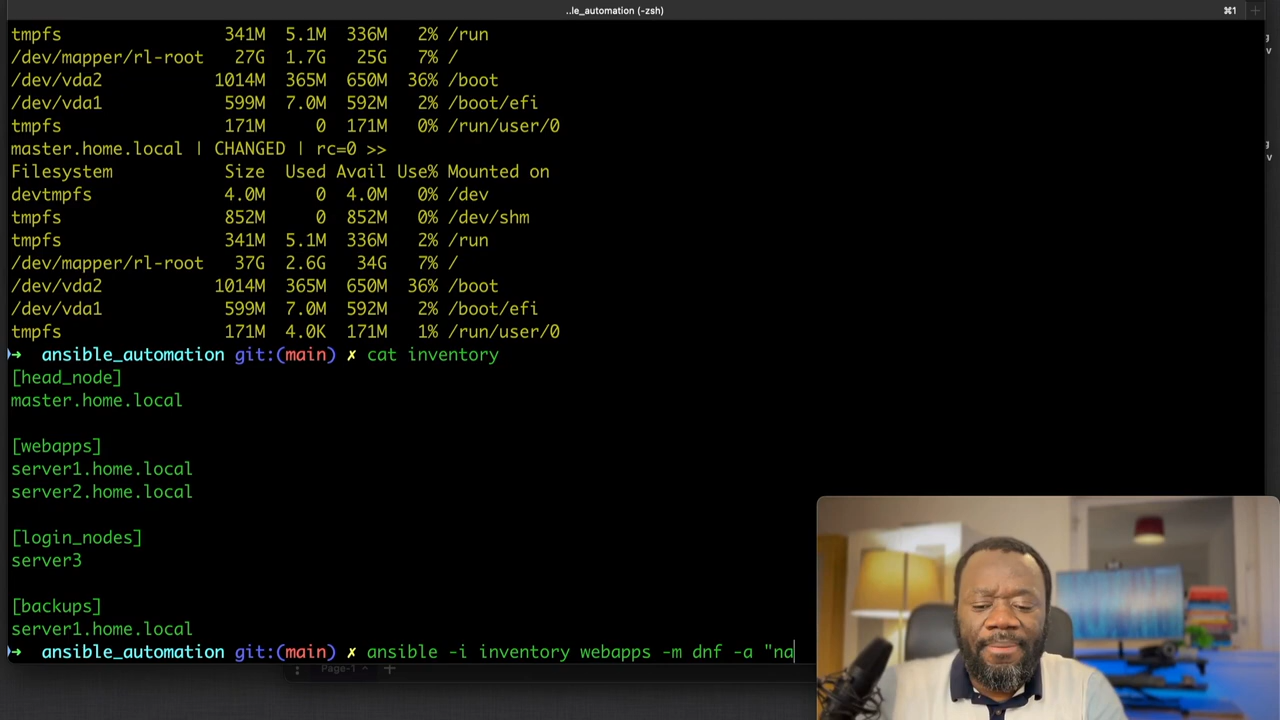 ..le_automation (-zsh)
⌘1
tmpfs 341M 5.1M 336M 2% /run
/dev/mapper/rl-root 27G 1.7G 25G 7% /
/dev/vda2 1014M 365M 650M 36% /boot
/dev/vda1 599M 7.0M 592M 2% /boot/efi
tmpfs 171M 0 171M 0% /run/user/0
master.home.local | CHANGED | rc=0 >>
Filesystem Size Used Avail Use% Mounted on
devtmpfs 4.0M 0 4.0M 0% /dev
tmpfs 852M 0 852M 0% /dev/shm
tmpfs 341M 5.1M 336M 2% /run
/dev/mapper/rl-root 37G 2.6G 34G 7% /
/dev/vda2 1014M 365M 650M 36% /boot
/dev/vda1 599M 7.0M 592M 2% /boot/efi
tmpfs 171M 4.0K 171M 1% /run/user/0
➜ ansible_automation git:(main) ✗ cat inventory
[head_node]
master.home.local
[webapps]
server1.home.local
server2.home.local
[login_nodes]
server3
[backups]
server1.home.local
➜ ansible_automation git:(main) ✗ ansible -i inventory webapps -m dnf -a "na
Page-1